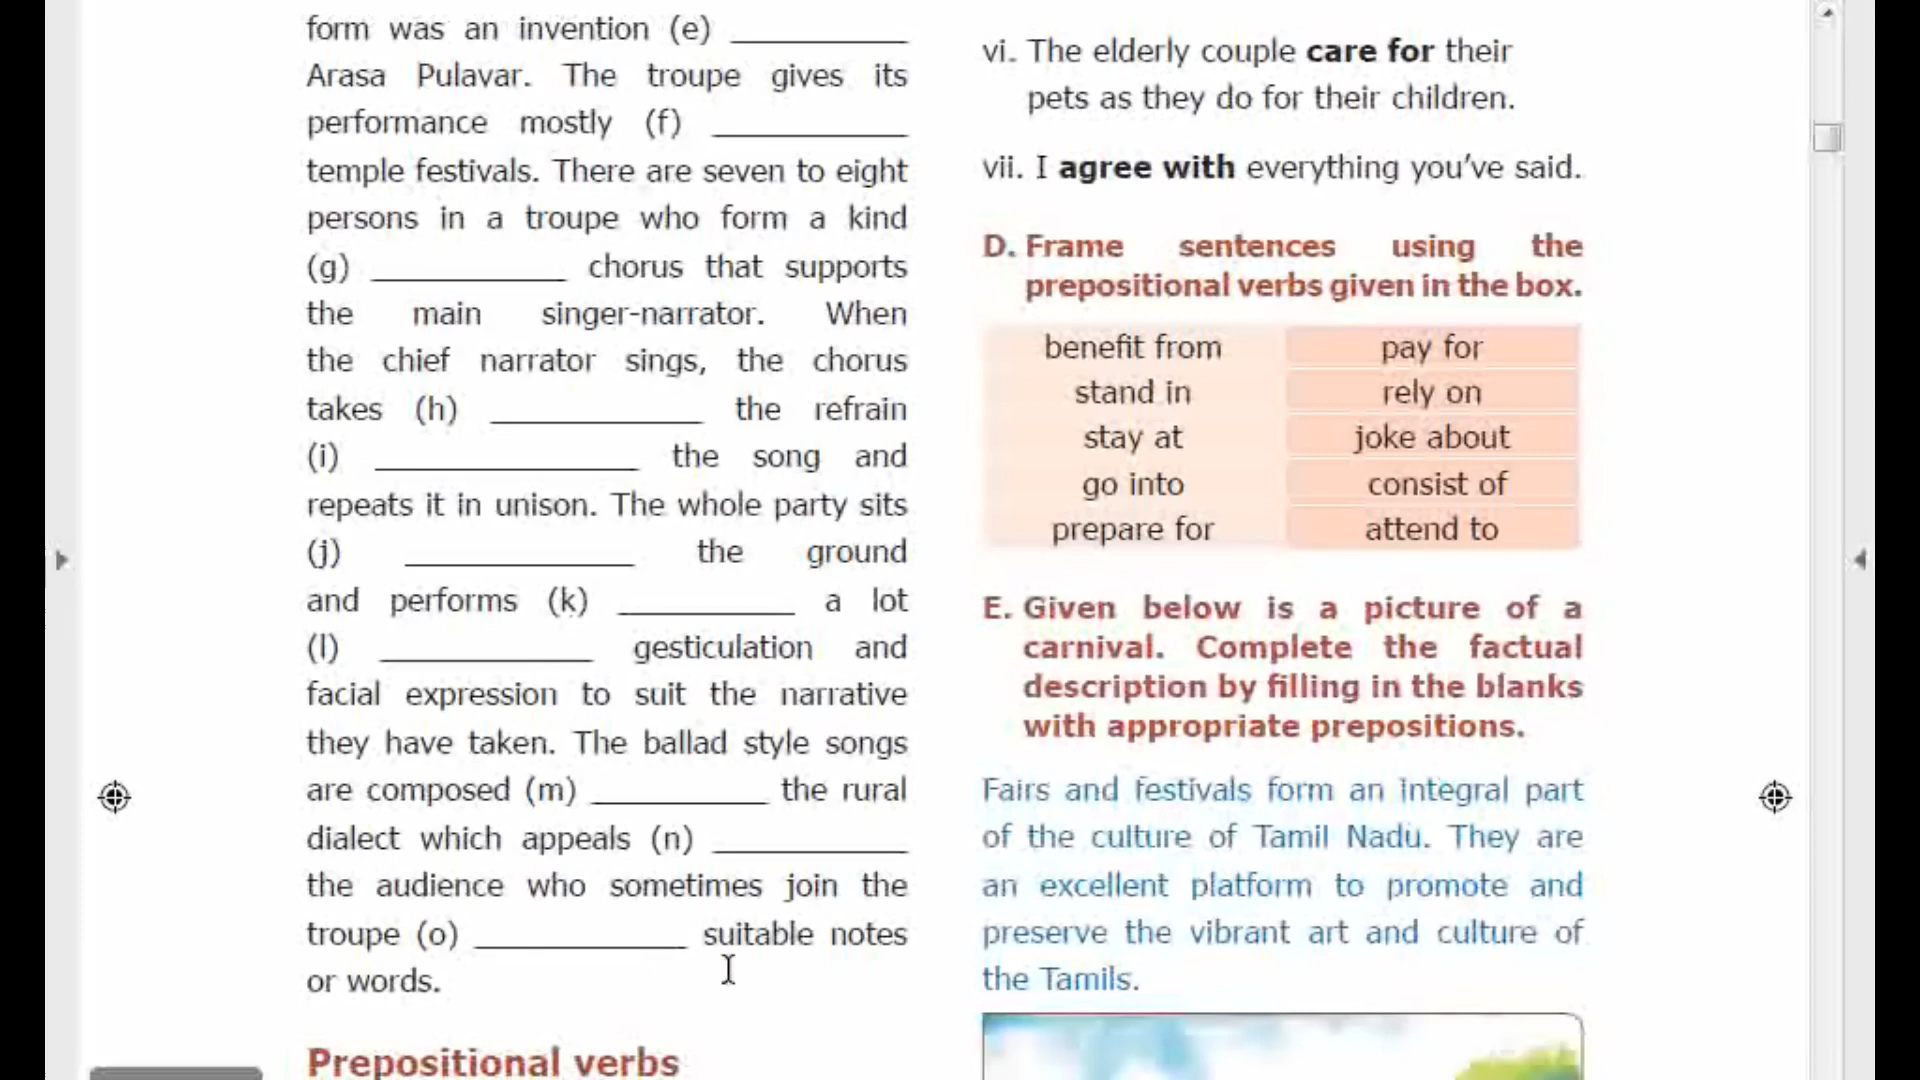 form was an invention (e) ___________
Arasa Pulavar. The troupe gives its
performance mostly (f) ____________
temple festivals. There are seven to eight
persons in a troupe who form a kind
(g) ____________ chorus that supports
the main singer-narrator. When
the chief narrator sings, the chorus
takes (h) _____________ the refrain
(i) ________________ the song and
repeats it in unison. The whole party sits
(j) ______________ the ground
and performs (k) ___________ a lot
(l) _____________ gesticulation and
facial expression to suit the narrative
they have taken. The ballad style songs
are composed (m) ___________ the rural
dialect which appeals (n) ____________
the audience who sometimes join the
troupe (o) _____________ suitable notes
or words.
Prepositional verbs
vi. The elderly couple care for their
pets as they do for their children.
vii. I agree with everything you've said.
D. Frame sentences using the
prepositional verbs given in the box.
benefit from pay for
stand in rely on
stay at joke about
go into consist of
prepare for attend to
E. Given below is a picture of a
carnival. Complete the factual
description by filling in the blanks
with appropriate prepositions.
Fairs and festivals form an integral part
of the culture of Tamil Nadu. They are
an excellent platform to promote and
preserve the vibrant art and culture of
the Tamils.